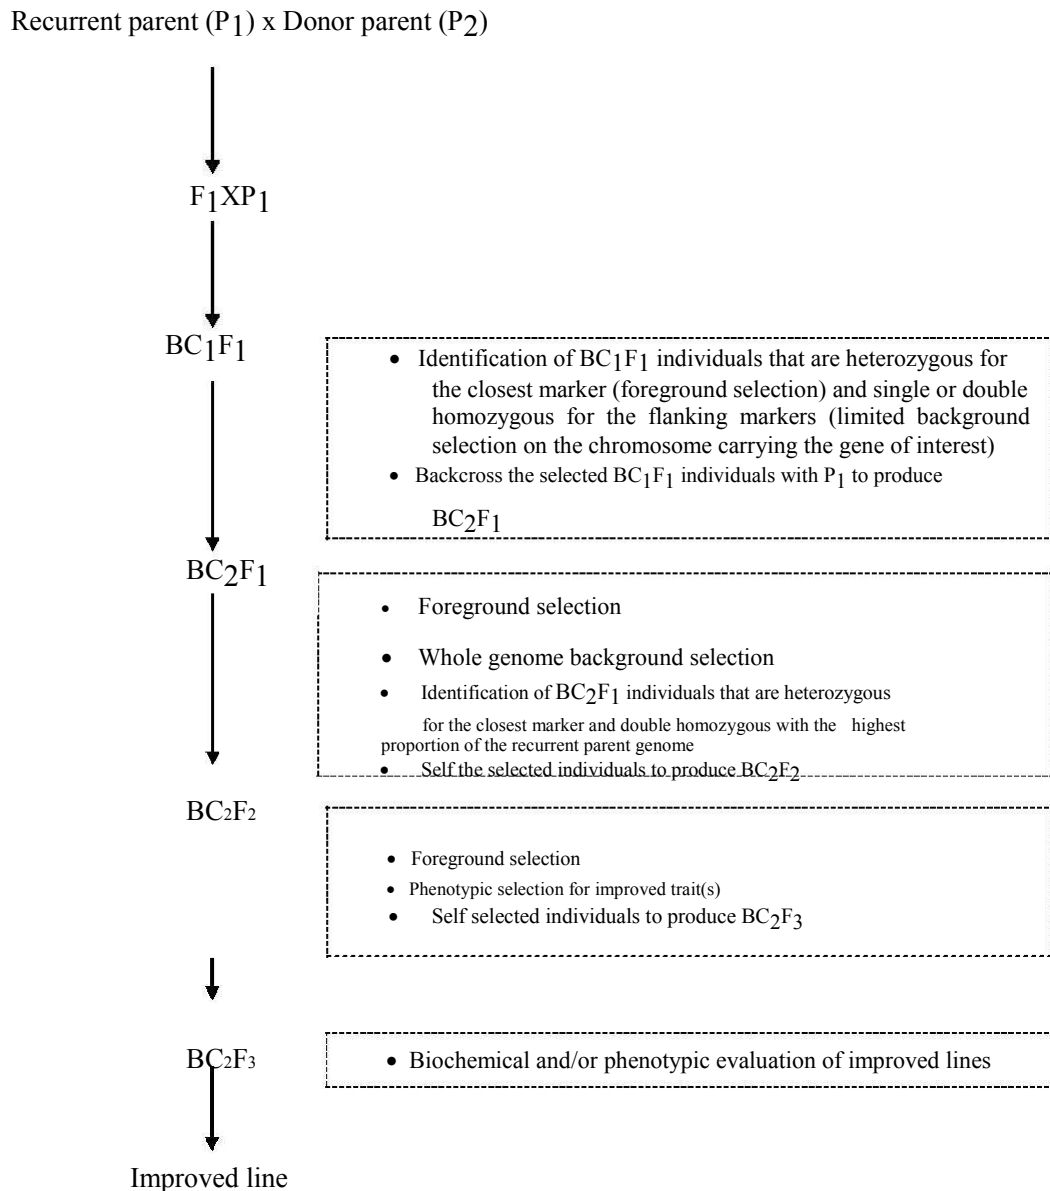 Recurrent parent (P1) x Donor parent (P2)
F1XP1
BC1F1
• Identification of BC1F1 individuals that are heterozygous for
the closest marker (foreground selection) and single or double
homozygous for the flanking markers (limited background
selection on the chromosome carrying the gene of interest)
• Backcross the selected BC1F1 individuals with P1 to produce
BC2F1
BC2F1
• Foreground selection
• Whole genome background selection
• Identification of BC2F1 individuals that are heterozygous
for the closest marker and double homozygous with the highest
proportion of the recurrent parent genome
• Self the selected individuals to produce BC2F2
BC2F2
• Foreground selection
• Phenotypic selection for improved trait(s)
• Self selected individuals to produce BC2F3
BC2F3
• Biochemical and/or phenotypic evaluation of improved lines
Improved line